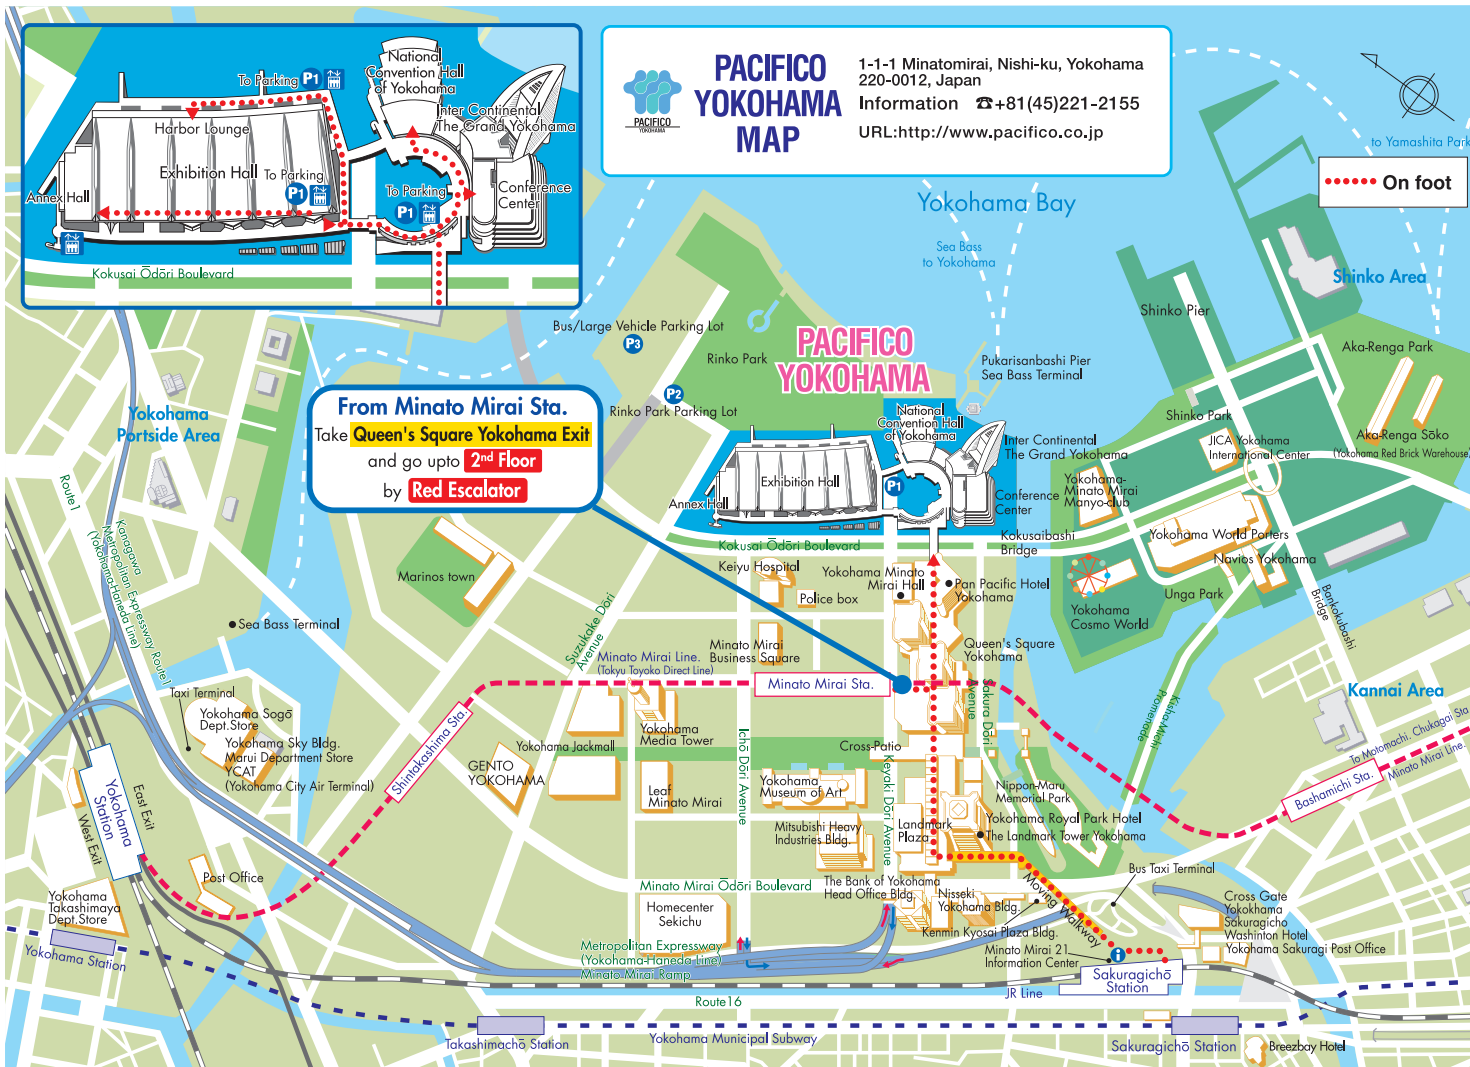 To Parking P1
National
Convention Hall
of Yokohama
Inter Continental
The Grand Yokohama
Harbor Lounge
Exhibition Hall
To Parking
P1
To Parking
P1
Annex Hall
Conference
Center
Kokusai Ōdōri Boulevard
PACIFICO
YOKOHAMA
PACIFICO
YOKOHAMA
MAP
1-1-1 Minatomirai, Nishi-ku, Yokohama
220-0012, Japan
Information ☎+81(45)221-2155
URL:http://www.pacifico.co.jp
to Yamashita Park
On foot
Yokohama Bay
Sea Bass
to Yokohama
Shinko Area
Shinko Pier
Bus/Large Vehicle Parking Lot
P3
Rinko Park
PACIFICO
YOKOHAMA
Pukarisanbashi Pier
Sea Bass Terminal
Aka-Renga Park
P2
Rinko Park Parking Lot
From Minato Mirai Sta.
Take Queen's Square Yokohama Exit
and go upto 2nd Floor
by Red Escalator
Yokohama
Portside Area
National
Convention Hall
of Yokohama
Inter Continental
The Grand Yokohama
Shinko Park
JICA Yokohama
International Center
Aka-Renga Sōko
(Yokohama Red Brick Warehouse)
Exhibition Hall
P1
Annex Hall
Conference
Center
Yokohama-
Minato Mirai
Manyo-club
Route1
Kanagawa
Metropolitan Expressway Route1
(Yokohama-Haneda Line)
Kokusai Ōdōri Boulevard
Kokusaibashi
Bridge
Yokohama World Porters
Navios Yokohama
Marinos town
Keiyu Hospital
Police box
Yokohama Minato
Mirai Hall
Pan Pacific Hotel
Yokohama
Yokohama
Cosmo World
Unga Park
Bankokubashi
Bridge
Sea Bass Terminal
Suzukake Dōri
Avenue
Minato Mirai
Business Square
Queen's Square
Yokohama
Minato Mirai Line.
(Tokyu Toyoko Direct Line)
Minato Mirai Sta.
Sakura Dōri
Avenue
Kisha-Michi
Promenade
Kannai Area
Taxi Terminal
Yokohama Sogō
Dept.Store
Yokohama Sky Bldg.
Marui Department Store
YCAT
(Yokohama City Air Terminal)
Shintakashima Sta.
Yokohama Jackmall
GENTO
YOKOHAMA
Yokohama
Media Tower
Leaf
Minato Mirai
Ichō Dōri Avenue
Cross-Patio
Keyaki Dōri Avenue
Yokohama
Museum of Art
Mitsubishi Heavy
Industries Bldg.
Landmark
Plaza
Nippon-Maru
Memorial Park
Yokohama Royal Park Hotel
The Landmark Tower Yokohama
To Motomachi, Chukagai Sta.
Minato Mirai Line.
Bashamichi Sta.
Yokohama
Station
East Exit
West Exit
Post Office
Yokohama
Takashimaya
Dept.Store
Minato Mirai Ōdōri Boulevard
Homecenter
Sekichu
The Bank of Yokohama
Head Office Bldg.
Nisseki
Yokohama Bldg.
Kenmin Kyosai Plaza Bldg.
Moving Walkway
Bus Taxi Terminal
Cross Gate
Yokokhama
Sakuragicho
Washinton Hotel
Yokohama Sakuragi Post Office
Minato Mirai 21
Information Center
Metropolitan Expressway
(Yokohama-Haneda Line)
Minato Mirai Ramp
Yokohama Station
Sakuragichō
Station
JR Line
Route16
Takashimachō Station
Yokohama Municipal Subway
Sakuragichō Station
Breezbay Hotel